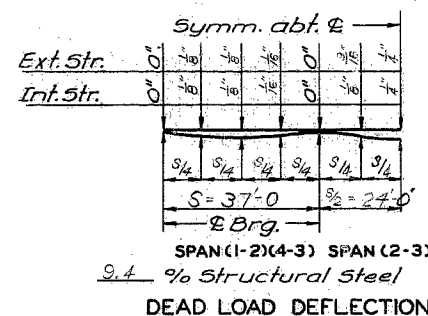 Symm. abt. ℄
Ext. Str. 0" 1/8" 1/8" 1/16" 0" 3/16" 1/4"
Int. Str. 0" 1/8" 1/8" 1/16" 0" 1/8" 1/4"
S/4 S/4 S/4 S/4 S/4 S/4
S = 37'-0 S/2 = 24'-0"
℄ Brg.
SPAN (1-2)(4-3) SPAN (2-3)
9.4 % Structural Steel
DEAD LOAD DEFLECTION